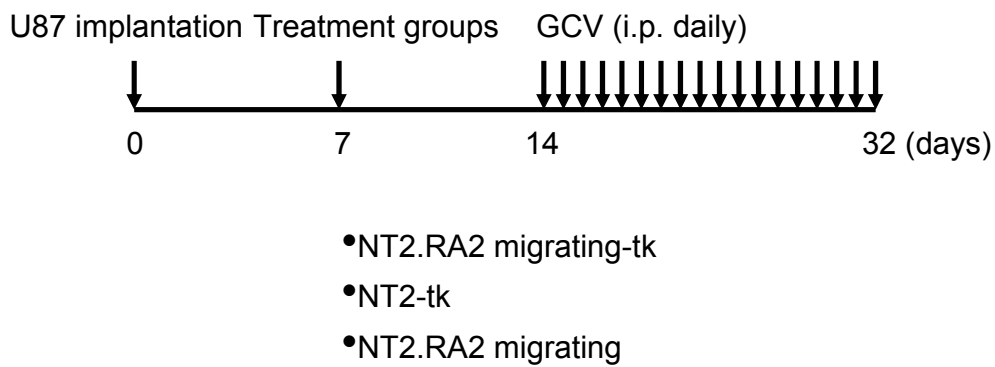 U87 implantation Treatment groups GCV (i.p. daily)
0 7 14 32 (days)
•NT2.RA2 migrating-tk
•NT2-tk
•NT2.RA2 migrating